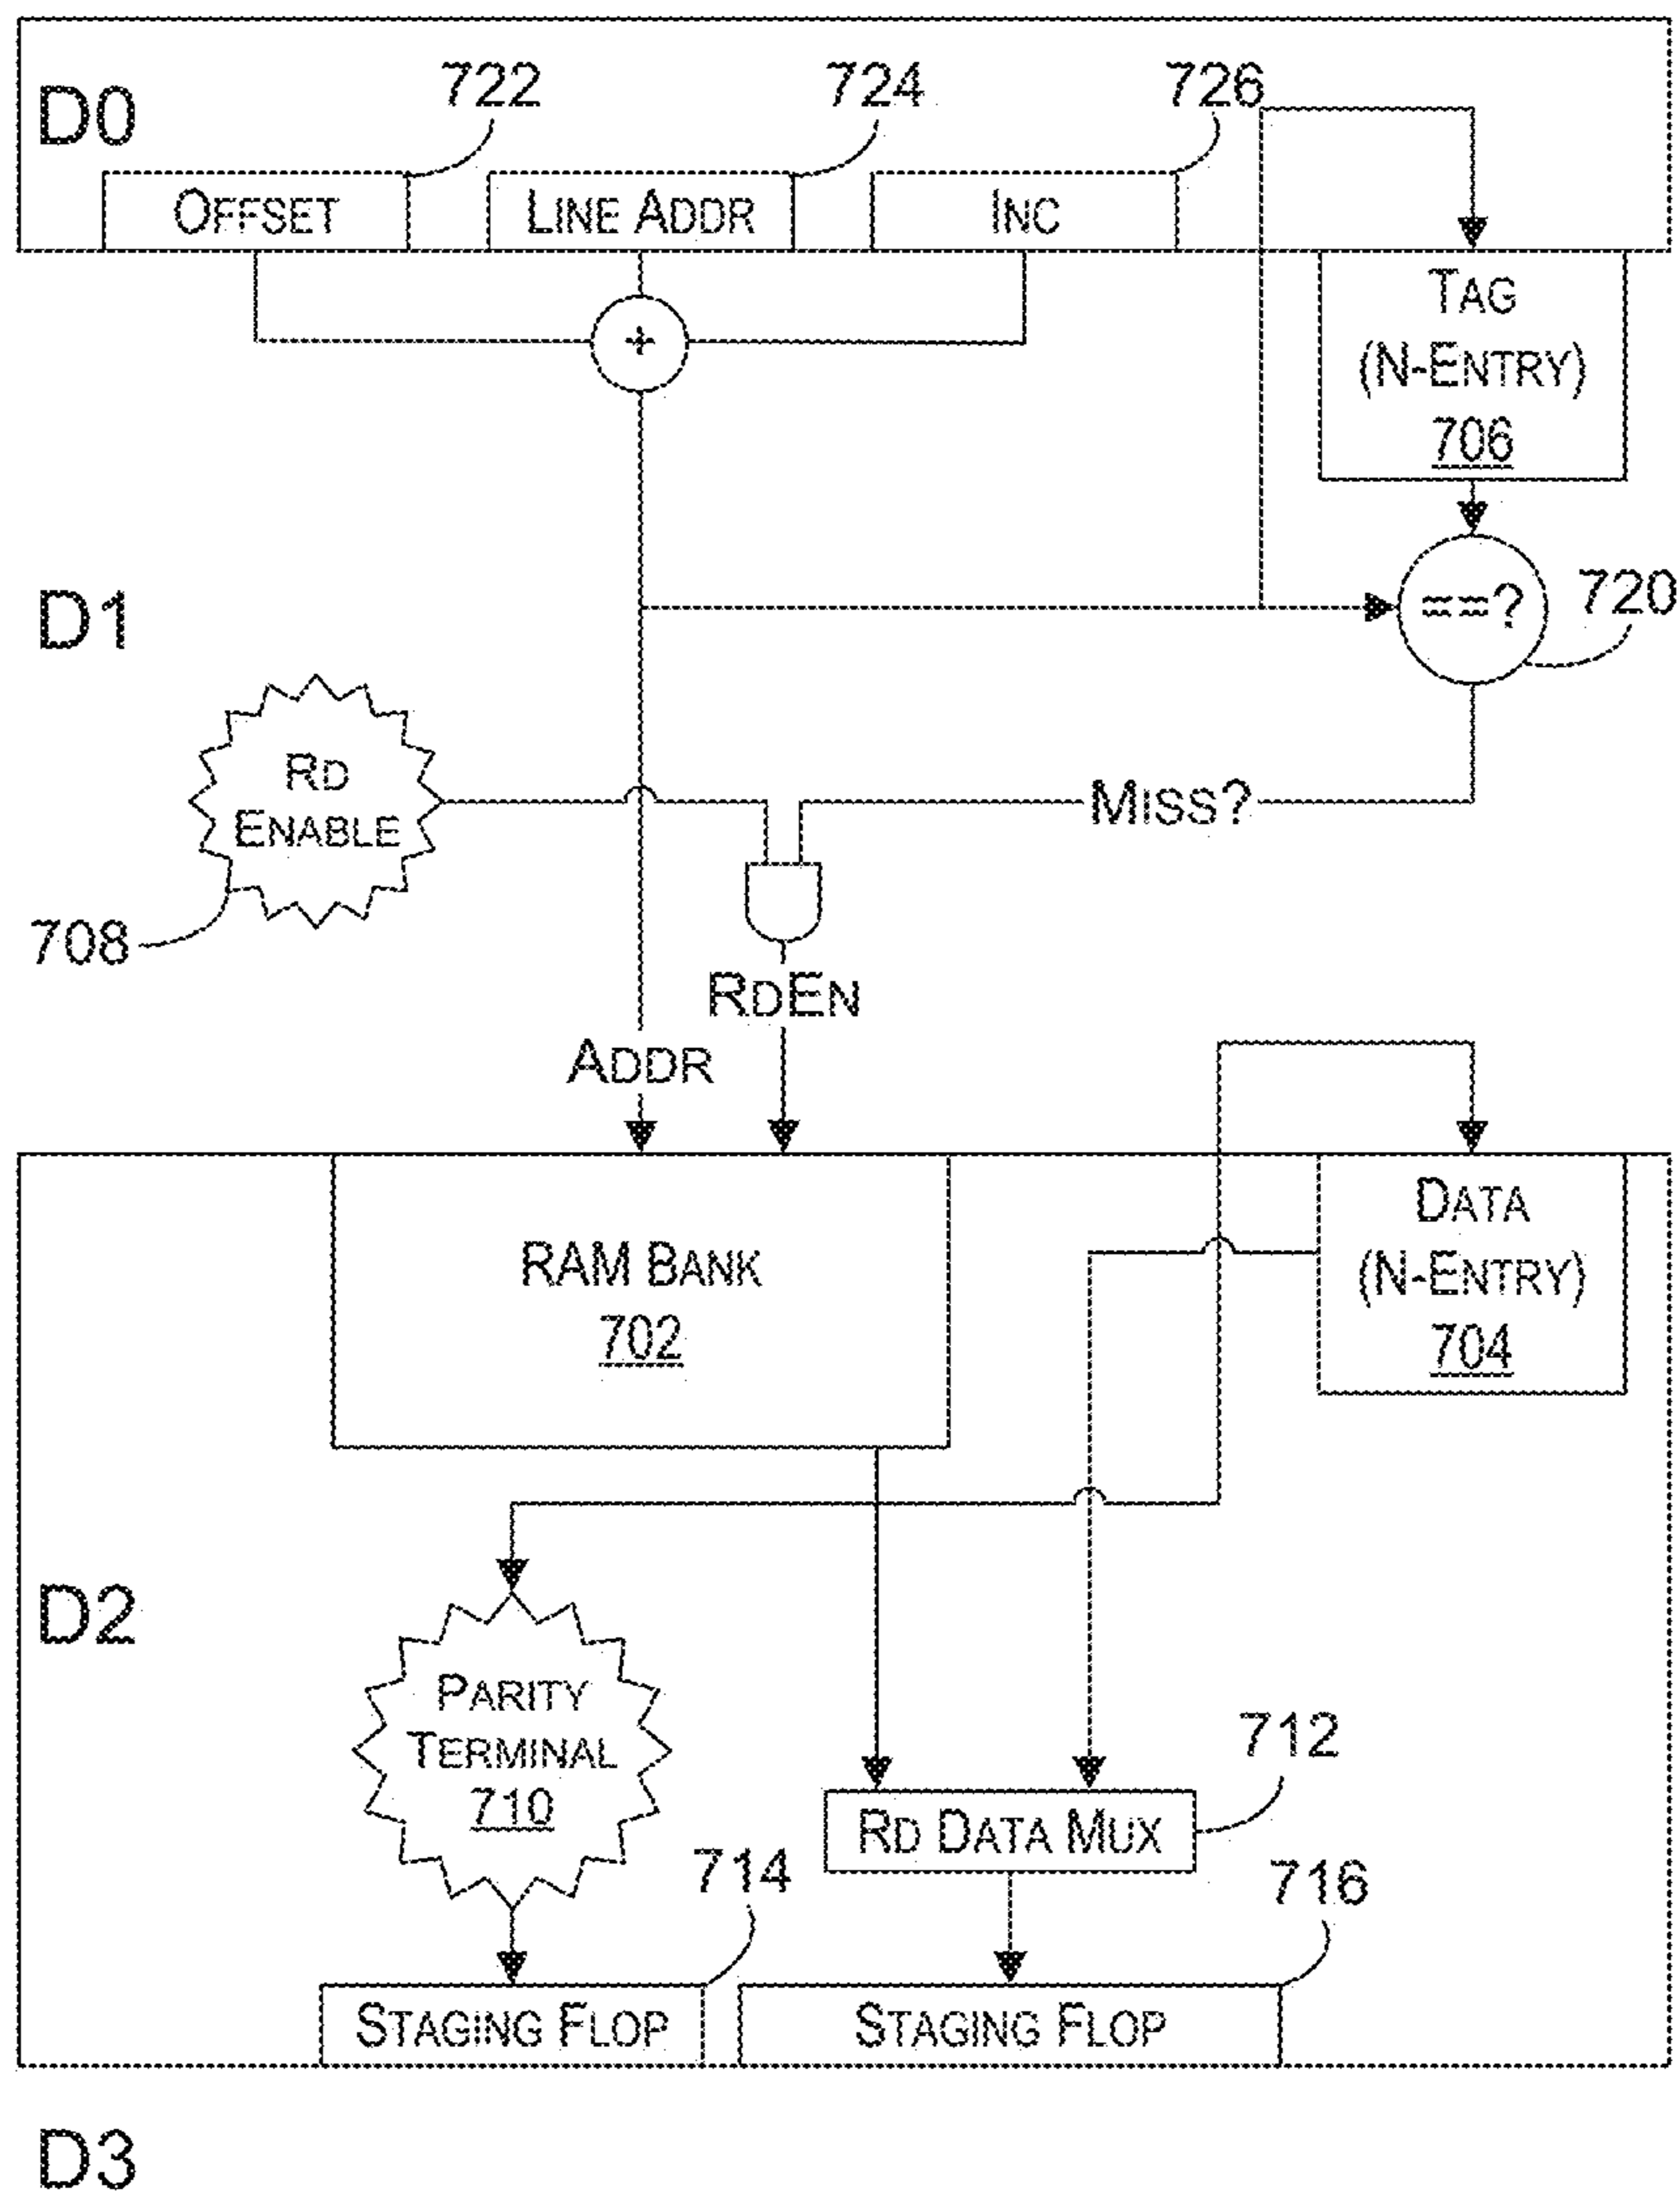 722 724 726
D0
OFFSET LINE ADDR INC
+
TAG
(N-ENTRY)
706
D1
==? 720
RD
ENABLE
MISS?
708
RDEN
ADDR
RAM BANK
702
DATA
(N-ENTRY)
704
D2
PARITY
TERMINAL
710
712
RD DATA MUX
714 716
STAGING FLOP STAGING FLOP
D3